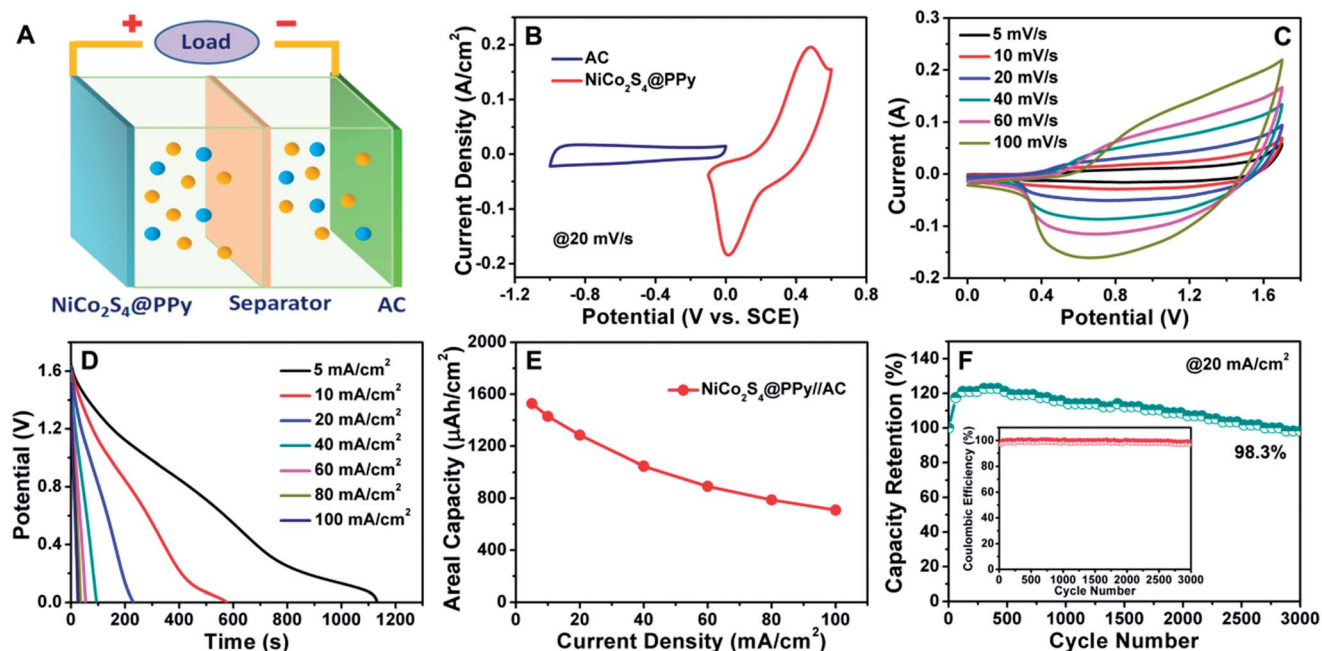 A
+
Load
−
NiCo₂S₄@PPy
Separator
AC
B
AC
NiCo₂S₄@PPy
@20 mV/s
Current Density (A/cm²)
0.2
0.1
0.0
-0.1
-0.2
-1.2 -0.6 0.0 0.6
Potential (V vs. SCE)
C
5 mV/s
10 mV/s
20 mV/s
40 mV/s
60 mV/s
100 mV/s
Current (A)
0.3
0.2
0.1
0.0
-0.1
-0.2
0.0 0.4 0.8 1.2 1.6
Potential (V)
D
5 mA/cm²
10 mA/cm²
20 mA/cm²
40 mA/cm²
60 mA/cm²
80 mA/cm²
100 mA/cm²
Potential (V)
1.6
1.2
0.8
0.4
0.0
0 200 400 600 800 1000 1200
Time (s)
E
NiCo₂S₄@PPy//AC
Areal Capacity (μAh/cm²)
2000
1600
1200
800
400
0
0 20 40 60 80 100
Current Density (mA/cm²)
F
@20 mA/cm²
98.3%
Capacity Retention (%)
140
120
100
80
60
40
20
0
0 500 1000 1500 2000 2500 3000
Cycle Number
Coulombic Efficiency (%)
100
80
60
40
20
0
0 500 1000 1500 2000 2500 3000
Cycle Number